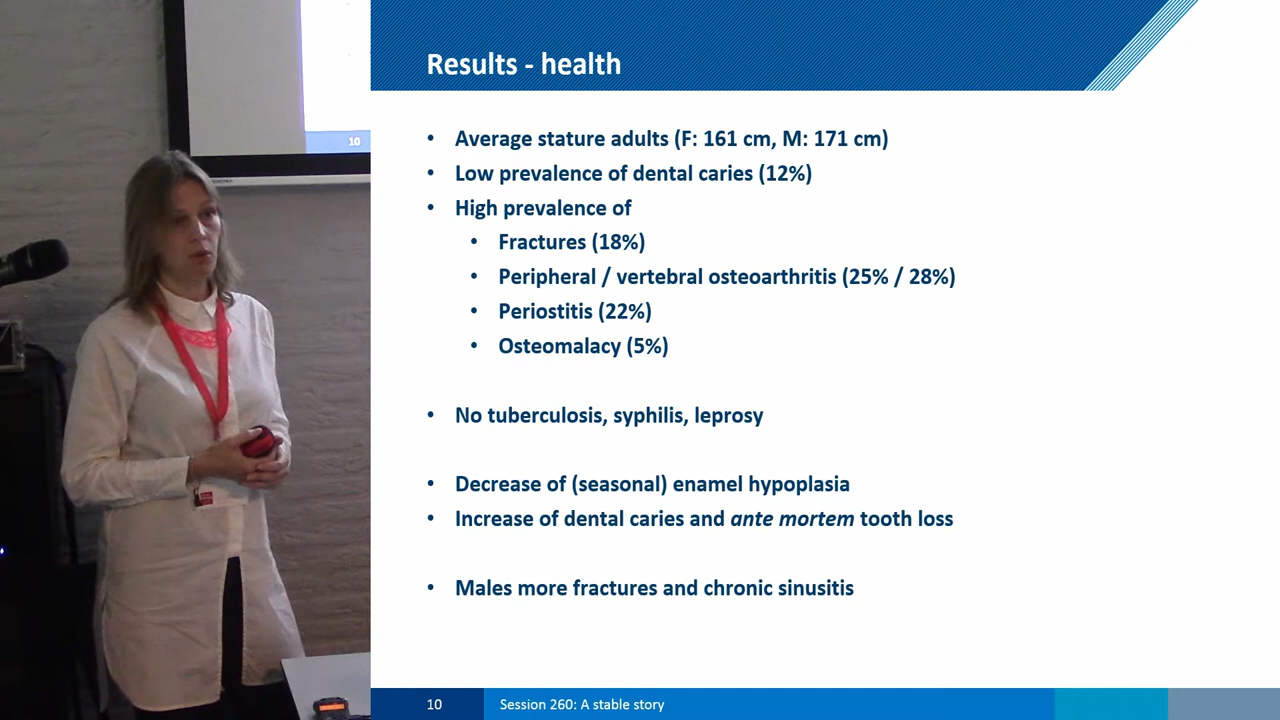 Results - health
• Average stature adults (F: 161 cm, M: 171 cm)
• Low prevalence of dental caries (12%)
• High prevalence of
• Fractures (18%)
• Peripheral / vertebral osteoarthritis (25% / 28%)
• Periostitis (22%)
• Osteomalacy (5%)
• No tuberculosis, syphilis, leprosy
• Decrease of (seasonal) enamel hypoplasia
• Increase of dental caries and ante mortem tooth loss
• Males more fractures and chronic sinusitis
10 Session 260: A stable story
10